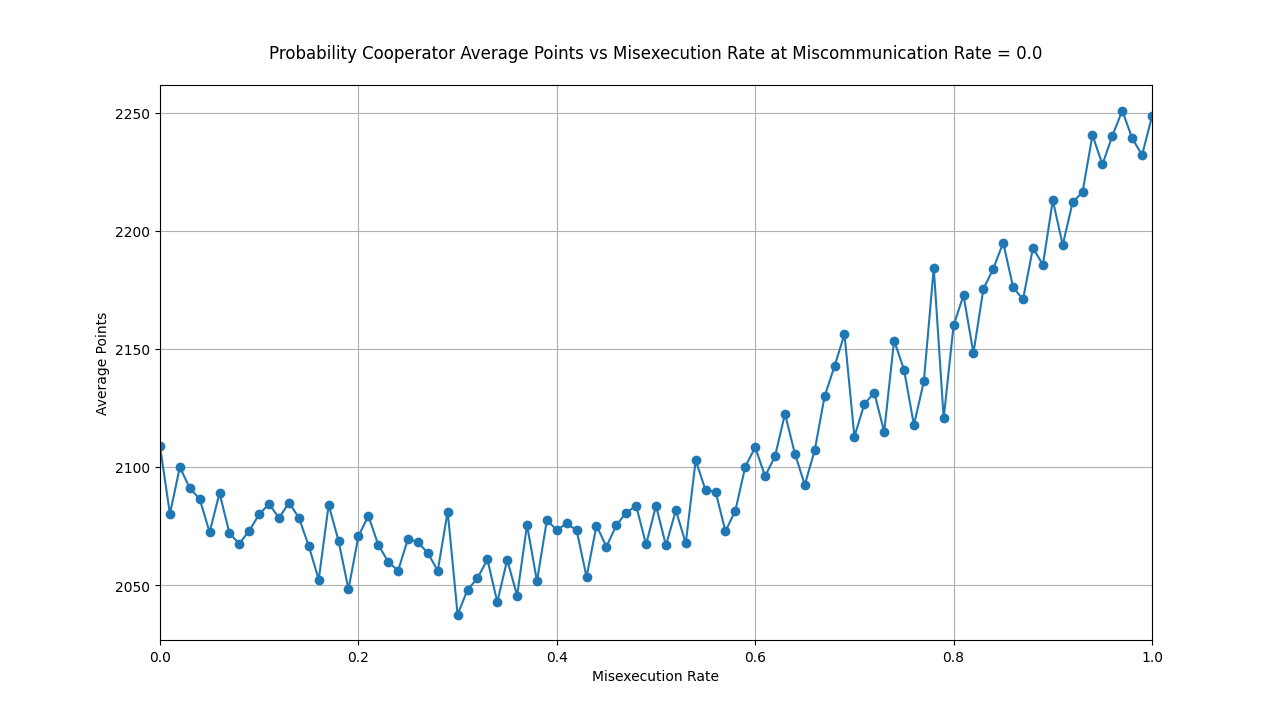 Probability Cooperator Average Points vs Misexecution Rate at Miscommunication Rate = 0.0
2250
2200
2150
2100
2050
Average Points
0.0 0.2 0.4 0.6 0.8 1.0
Misexecution Rate